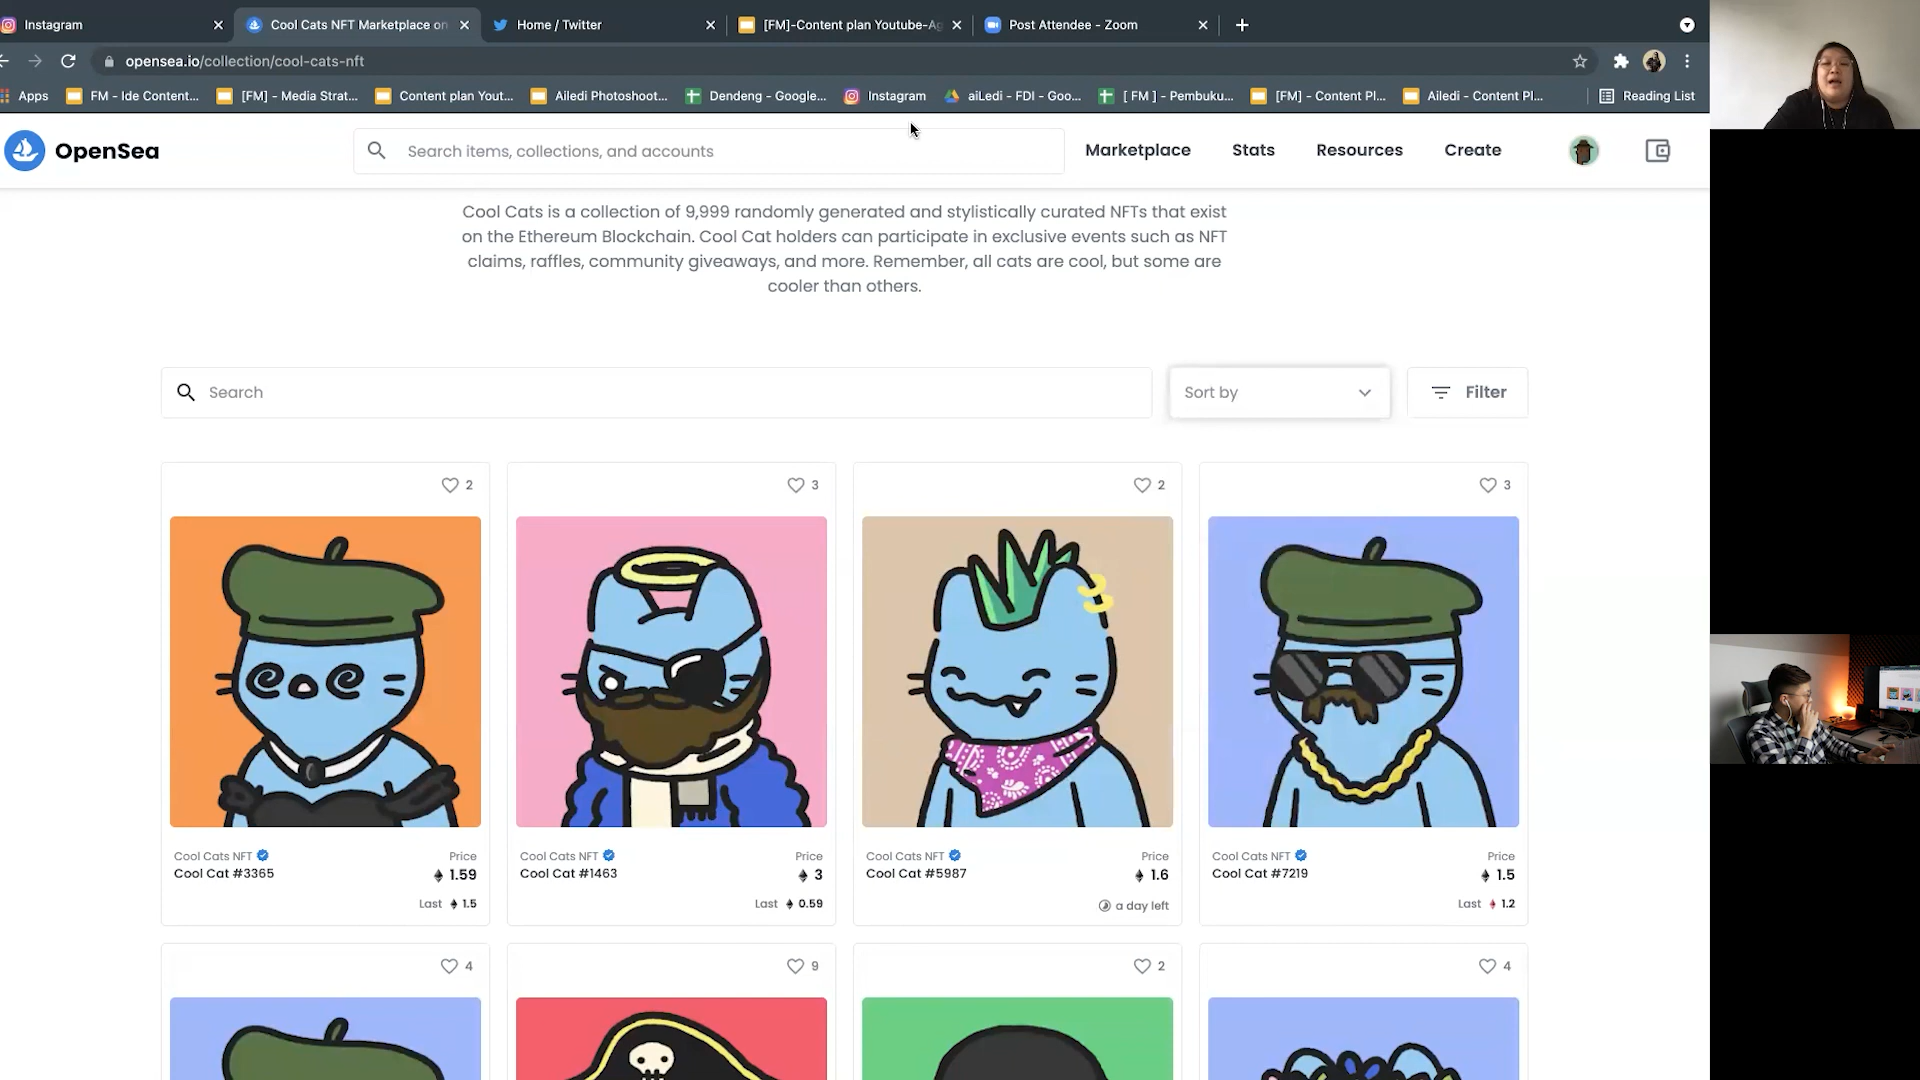 Instagram
Cool Cats NFT Marketplace on
Home / Twitter
[FM]-Content plan Youtube-Ag
Post Attendee - Zoom
opensea.io/collection/cool-cats-nft
Apps
FM - Ide Content...
[FM] - Media Strat...
Content plan Yout...
Ailedi Photoshoot...
Dendeng - Google...
Instagram
aiLedi - FDI - Goo...
[ FM ] - Pembuku...
[FM] - Content Pl...
Ailedi - Content Pl...
Reading List
OpenSea
Search items, collections, and accounts
Marketplace
Stats
Resources
Create
Cool Cats is a collection of 9,999 randomly generated and stylistically curated NFTs that exist
on the Ethereum Blockchain. Cool Cat holders can participate in exclusive events such as NFT
claims, raffles, community giveaways, and more. Remember, all cats are cool, but some are
cooler than others.
Search
Sort by
Filter
2
3
2
3
Cool Cats NFT
Price
Cool Cat #3365
1.59
Last 1.5
Cool Cats NFT
Price
Cool Cat #1463
3
Last 0.59
Cool Cats NFT
Price
Cool Cat #5987
1.6
a day left
Cool Cats NFT
Price
Cool Cat #7219
1.5
Last 1.2
4
9
2
4